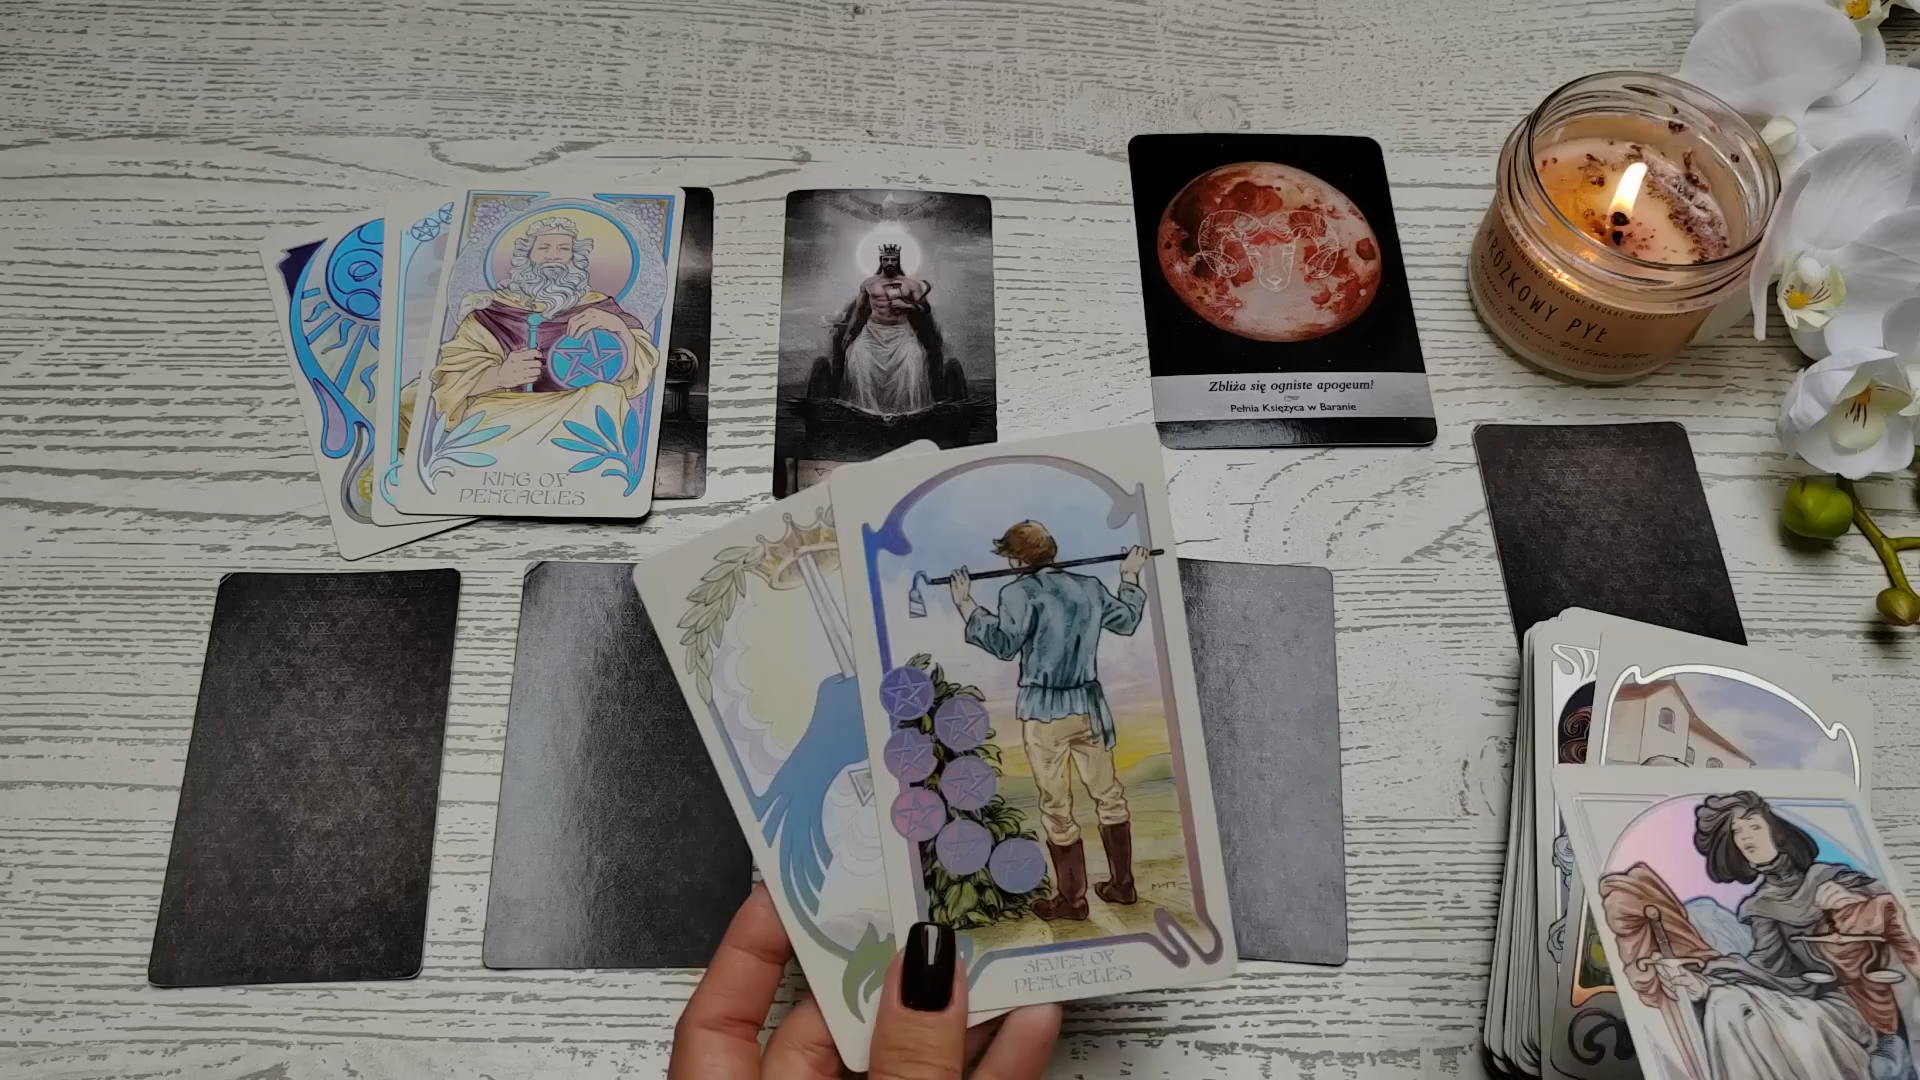 KING OF
PENTACLES
Zbliża się ogniste apogeum!
Pełnia Księżyca w Baranie
WRÓŻKOWY PYŁ
SEVEN OF
PENTACLES